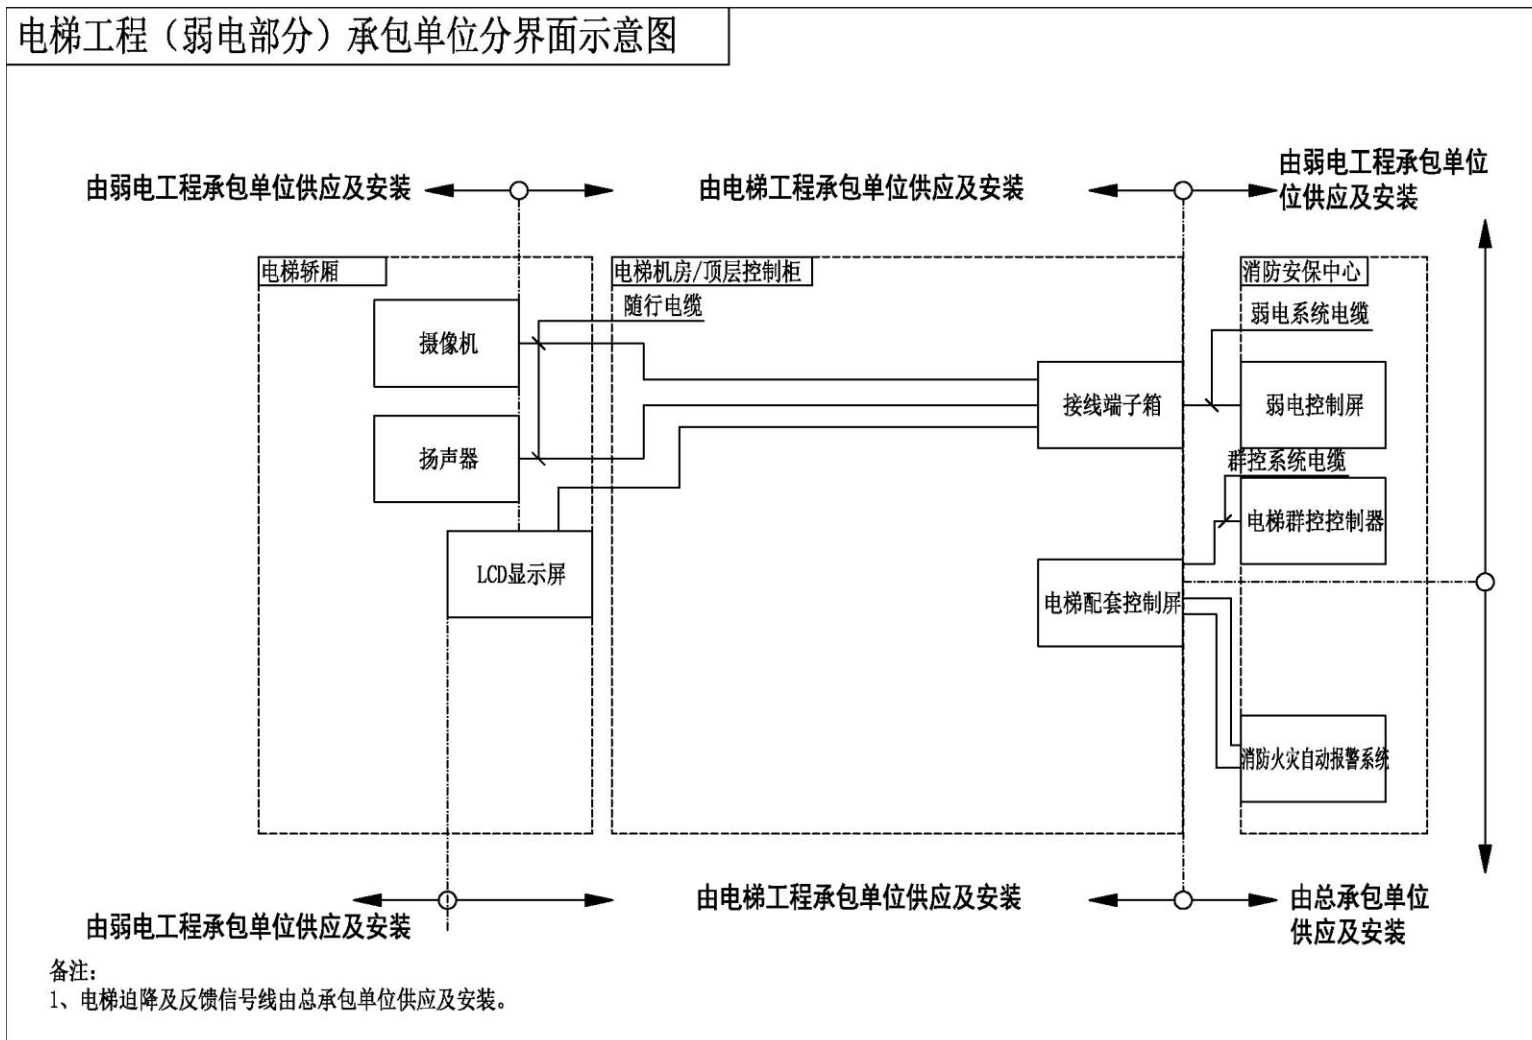 电梯工程（弱电部分）承包单位分界面示意图
由弱电工程承包单位供应及安装
由电梯工程承包单位供应及安装
由弱电工程承包单位
位供应及安装
电梯轿厢
电梯机房/顶层控制柜
消防安保中心
随行电缆
弱电系统电缆
摄像机
接线端子箱
弱电控制屏
扬声器
群控系统电缆
电梯群控控制器
LCD显示屏
电梯配套控制屏
消防火灾自动报警系统
由弱电工程承包单位供应及安装
由电梯工程承包单位供应及安装
由总承包单位
供应及安装
备注：
1、电梯迫降及反馈信号线由总承包单位供应及安装。